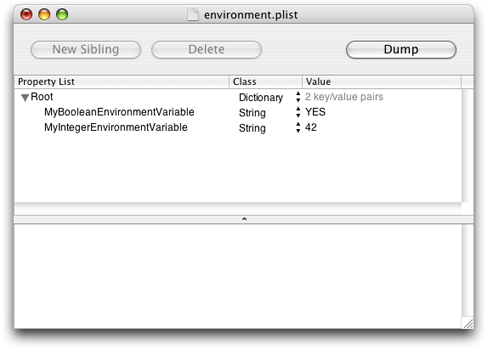 environment.plist
New Sibling Delete Dump
Property List Class Value
Root Dictionary 2 key/value pairs
MyBooleanEnvironmentVariable String YES
MyIntegerEnvironmentVariable String 42